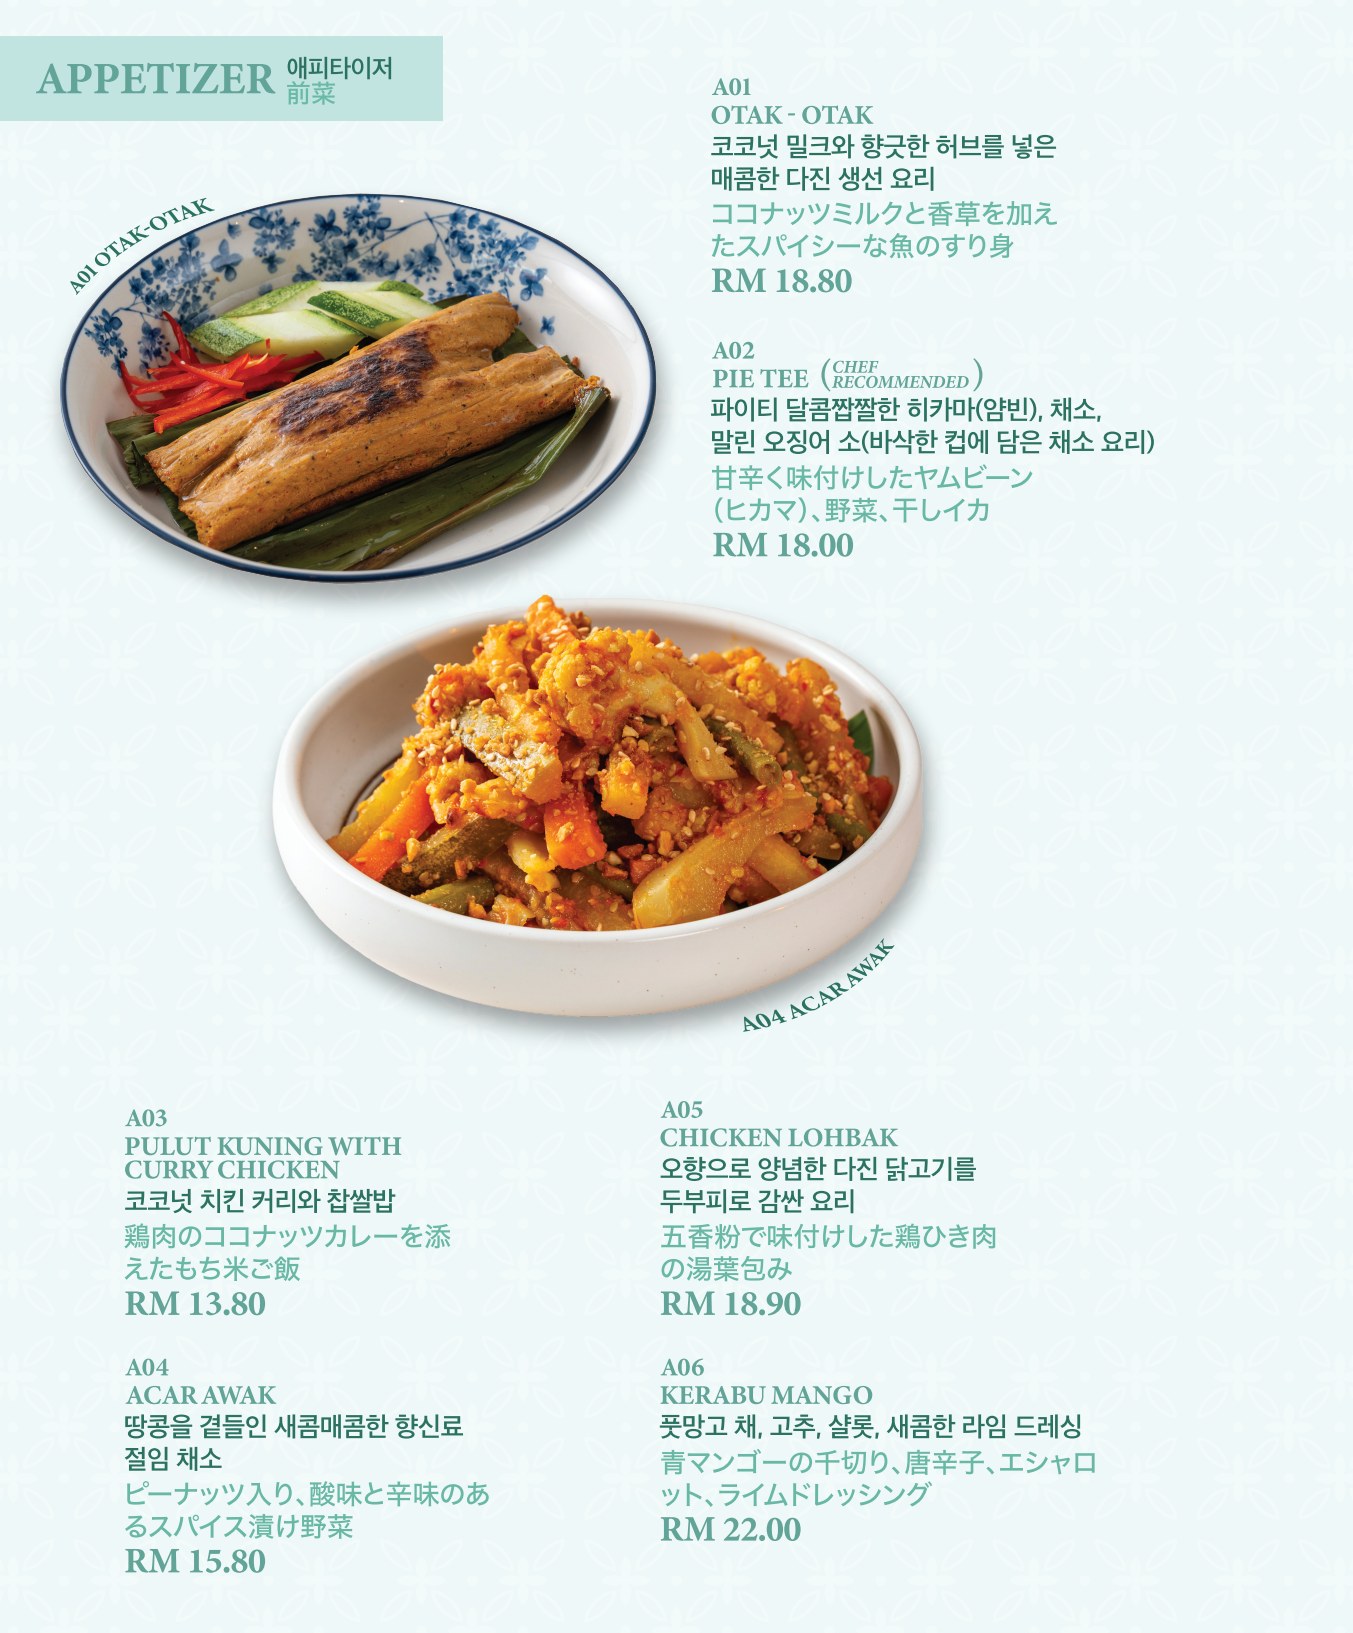 APPETIZER 애피타이저
前菜
A01 OTAK-OTAK
A01
OTAK - OTAK
코코넛 밀크와 향긋한 허브를 넣은
매콤한 다진 생선 요리
ココナッツミルクと香草を加え
たスパイシーな魚のすり身
RM 18.80
A02
PIE TEE (CHEF RECOMMENDED)
파이티 달콤짭짤한 히카마(얌빈), 채소,
말린 오징어 소(바삭한 컵에 담은 채소 요리)
甘辛く味付けしたヤムビーン
（ヒカマ）、野菜、干しイカ
RM 18.00
A04 ACAR AWAK
A03
PULUT KUNING WITH
CURRY CHICKEN
코코넛 치킨 커리와 찹쌀밥
鶏肉のココナッツカレーを添
えたもち米ご飯
RM 13.80
A04
ACAR AWAK
땅콩을 곁들인 새콤매콤한 향신료
절임 채소
ピーナッツ入り、酸味と辛味のあ
るスパイス漬け野菜
RM 15.80
A05
CHICKEN LOHBAK
오향으로 양념한 다진 닭고기를
두부피로 감싼 요리
五香粉で味付けした鶏ひき肉
の湯葉包み
RM 18.90
A06
KERABU MANGO
풋망고 채, 고추, 샬롯, 새콤한 라임 드레싱
青マンゴーの千切り、唐辛子、エシャロ
ット、ライムドレッシング
RM 22.00